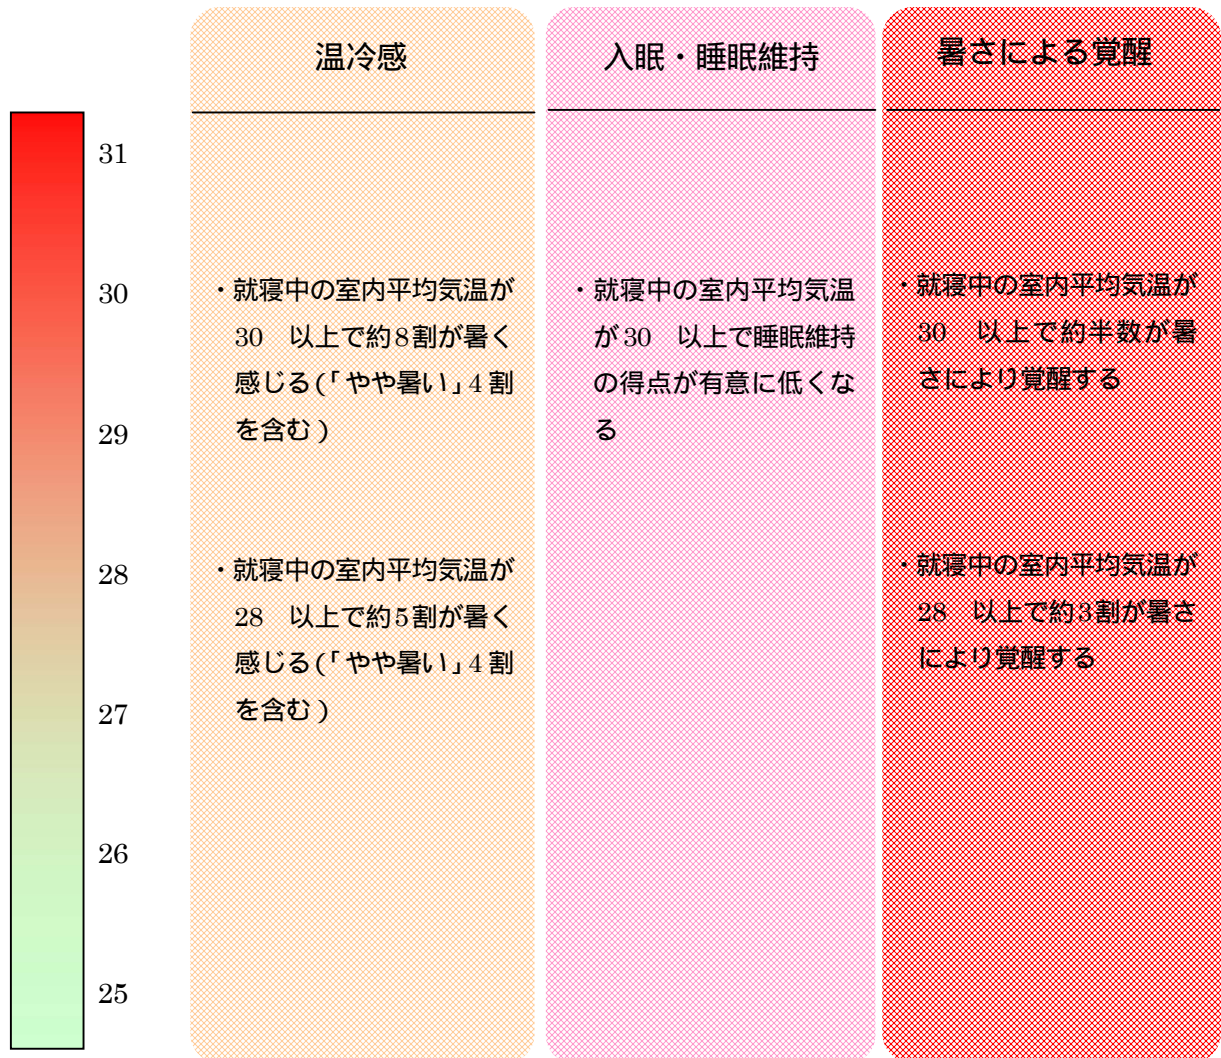 温冷感
入眠・睡眠維持
暑さによる覚醒
31
30
29
28
27
26
25
・就寝中の室内平均気温が
30　以上で約8割が暑く
感じる(「やや暑い」4割
を含む)
・就寝中の室内平均気温が
28　以上で約5割が暑く
感じる(「やや暑い」4割
を含む)
・就寝中の室内平均気温
が30　以上で睡眠維持
の得点が有意に低くな
る
・就寝中の室内平均気温が
30　以上で約半数が暑
さにより覚醒する
・就寝中の室内平均気温が
28　以上で約3割が暑さ
により覚醒する